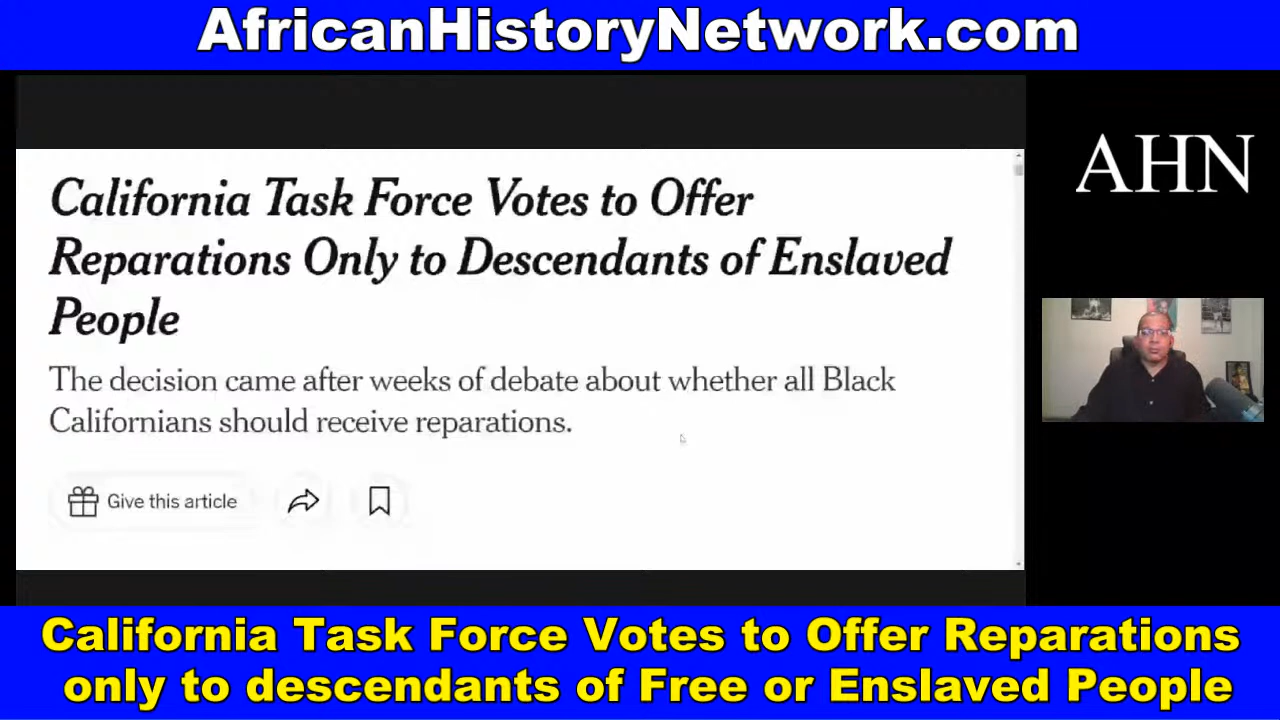 AfricanHistoryNetwork.com
AHN
California Task Force Votes to Offer
Reparations Only to Descendants of Enslaved
People
The decision came after weeks of debate about whether all Black
Californians should receive reparations.
Give this article
California Task Force Votes to Offer Reparations
only to descendants of Free or Enslaved People